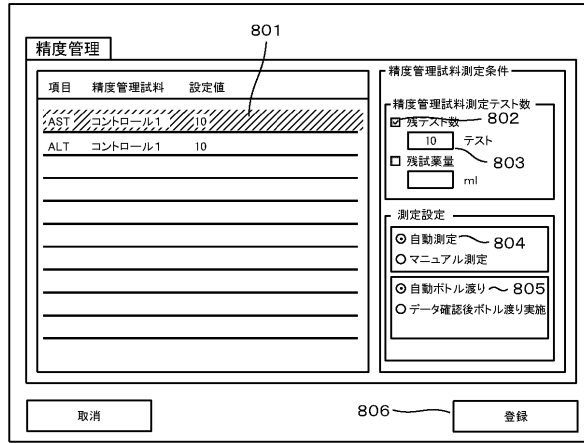 801
精度管理
項目 精度管理試料 設定値
AST コントロール1 10
ALT コントロール1 10
精度管理試料測定条件
精度管理試料測定テスト数
残テスト数 802
10 テスト
803
残試薬量
ml
測定設定
自動測定 804
マニュアル測定
自動ボトル渡り 805
データ確認後ボトル渡り実施
取消
806
登録